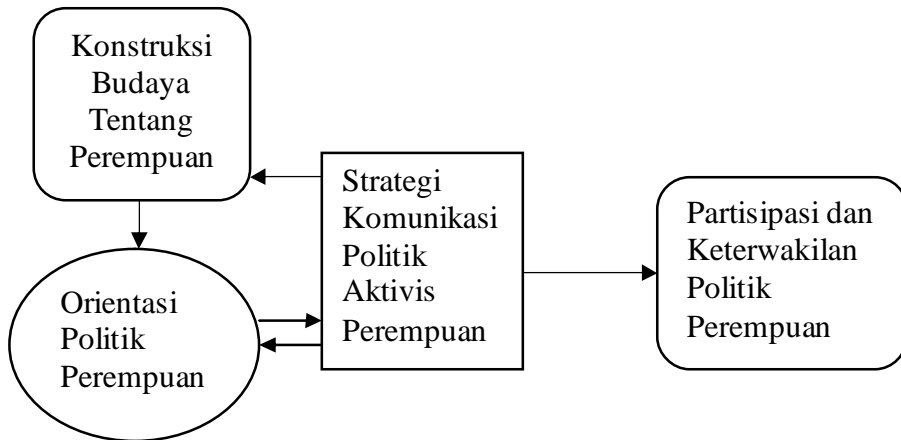 Konstruksi
Budaya
Tentang
Perempuan
Strategi
Komunikasi
Politik
Aktivis
Perempuan
Partisipasi dan
Keterwakilan
Politik
Perempuan
Orientasi
Politik
Perempuan